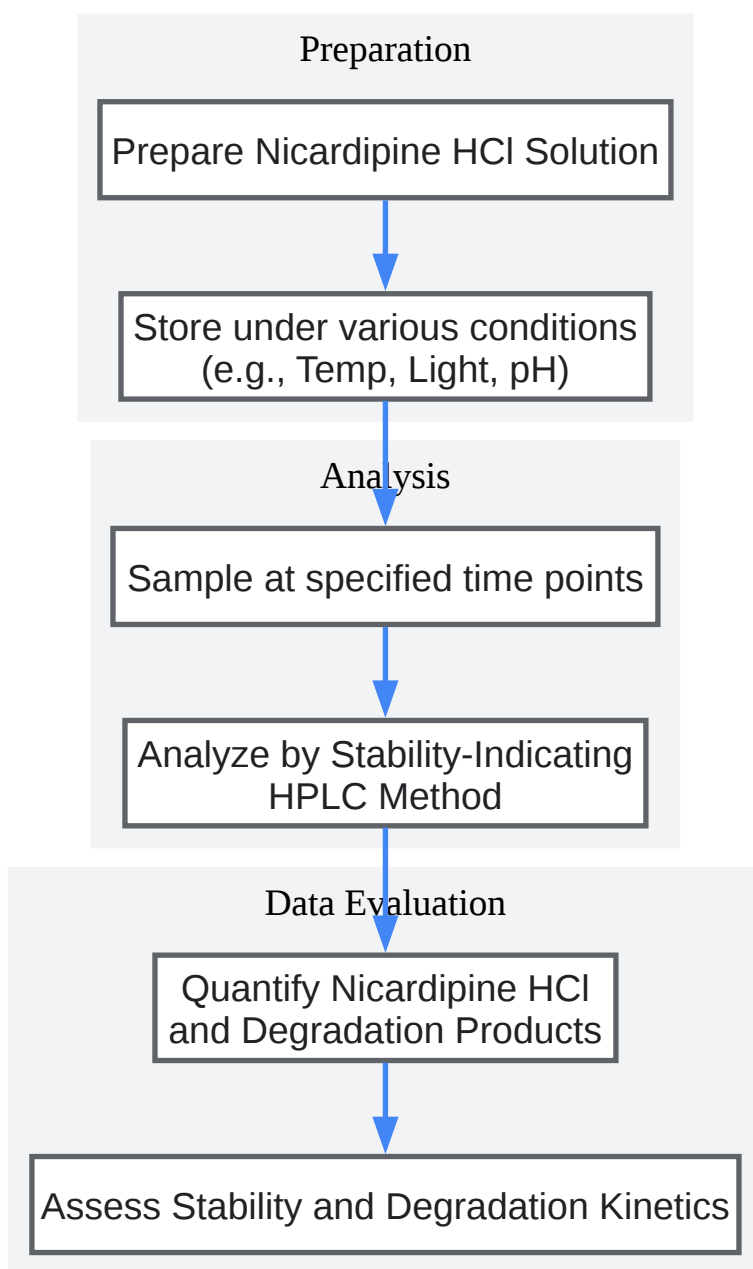 Preparation
Prepare Nicardipine HCl Solution
Store under various conditions
(e.g., Temp, Light, pH)
Analysis
Sample at specified time points
Analyze by Stability-Indicating
HPLC Method
Data Evaluation
Quantify Nicardipine HCl
and Degradation Products
Assess Stability and Degradation Kinetics